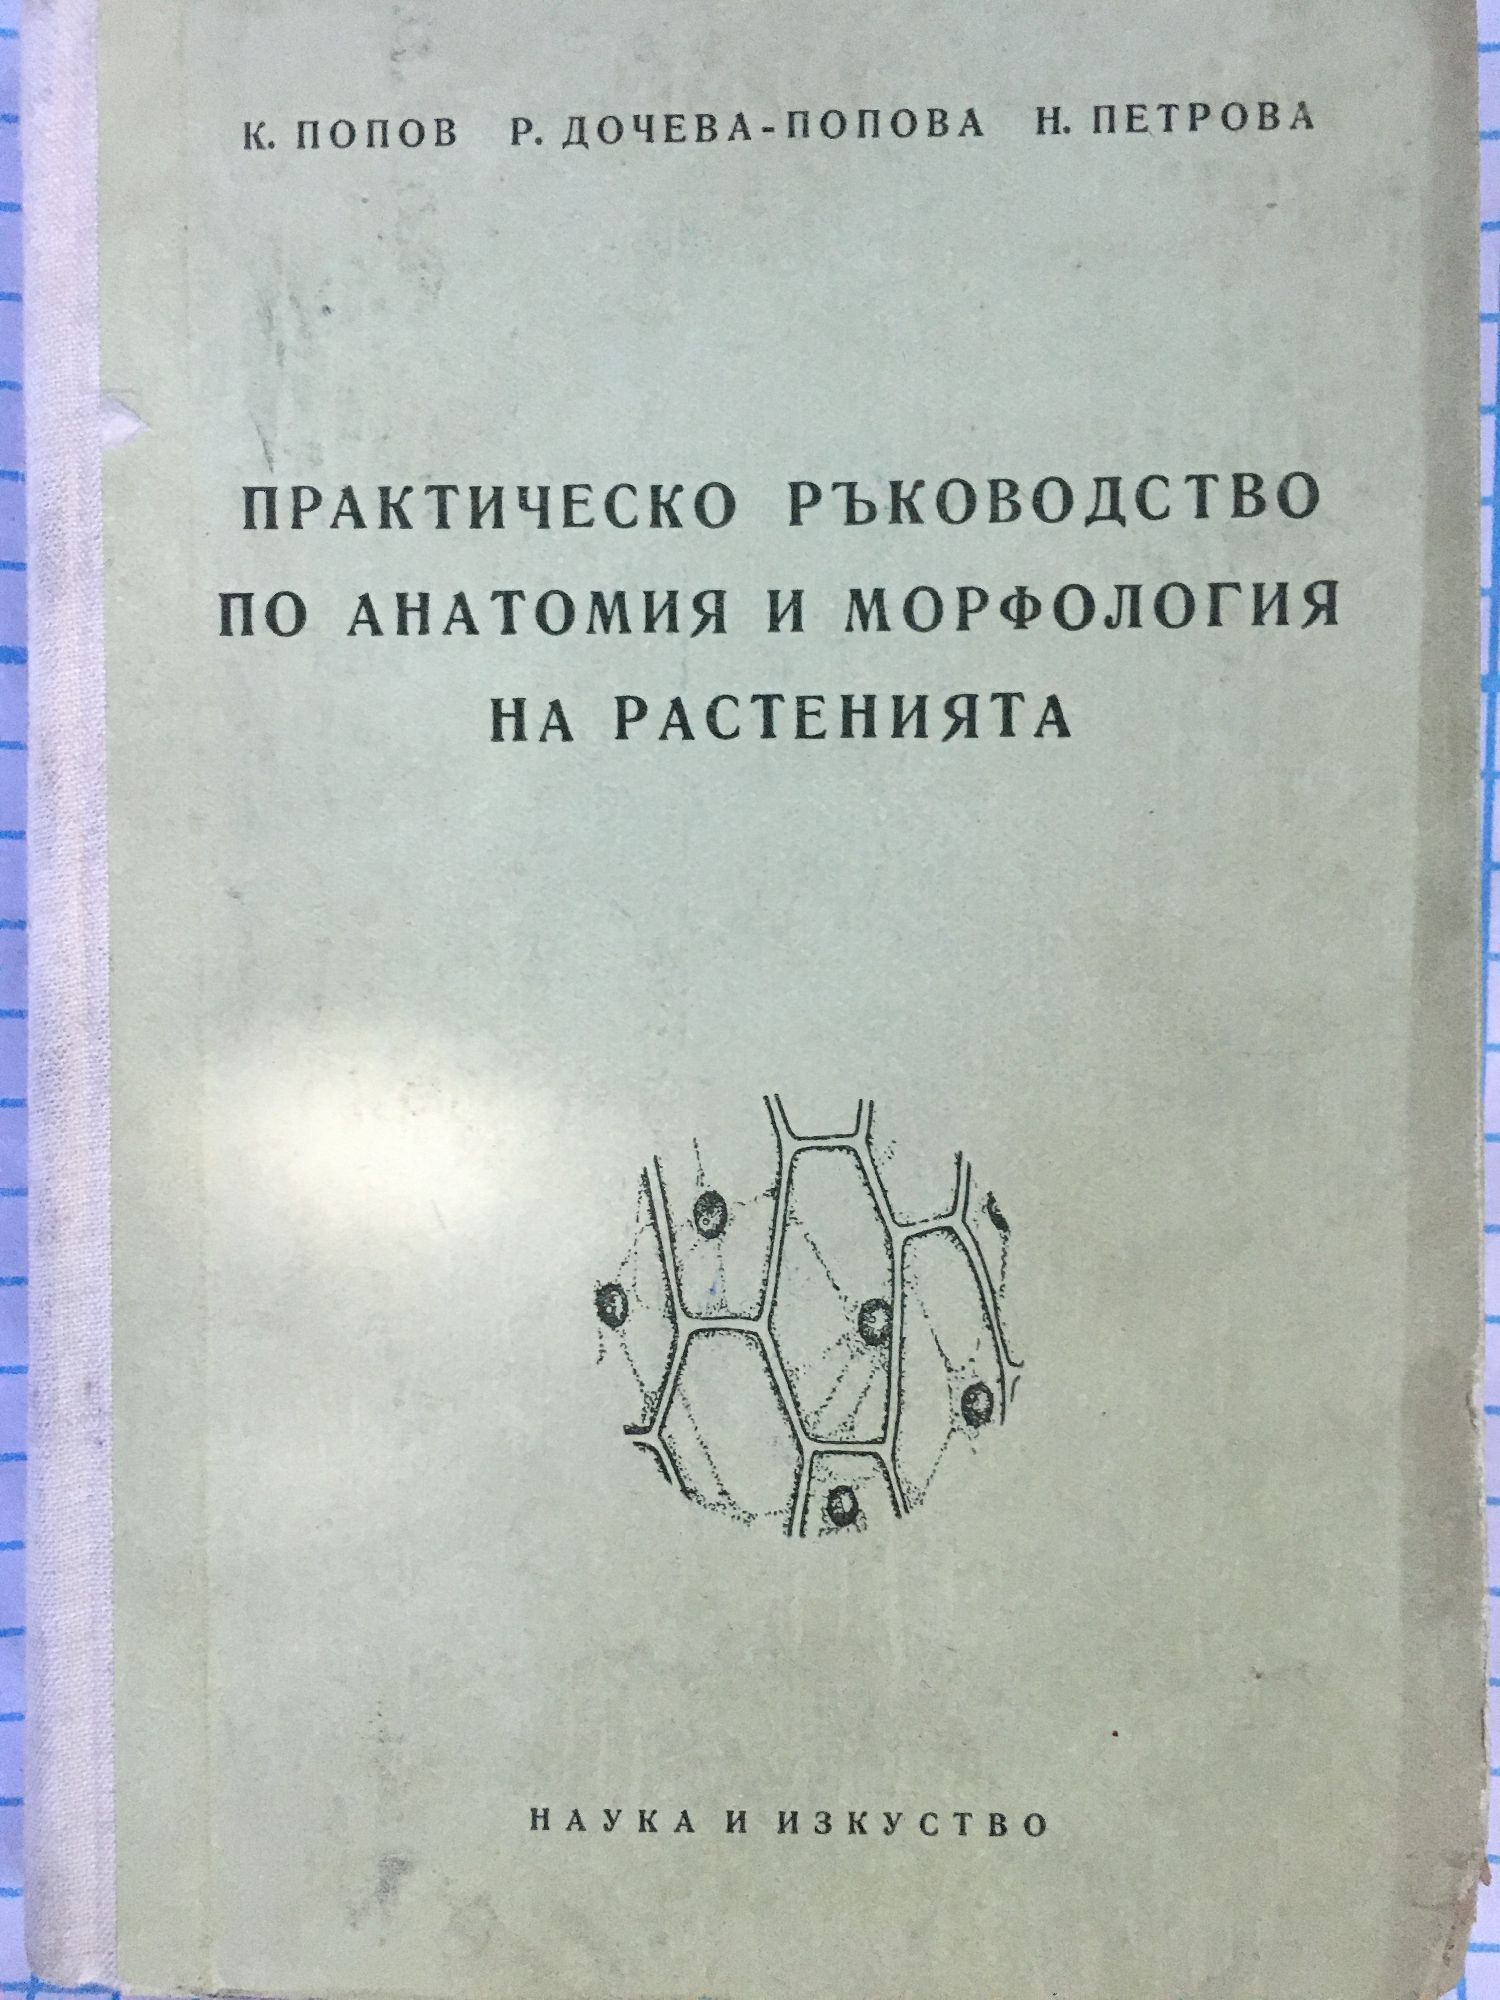 К. ПОПОВ Р. ДОЧЕВА-ПОПОВА Н. ПЕТРОВА
ПРАКТИЧЕСКО РЪКОВОДСТВО
ПО АНАТОМИЯ И МОРФОЛОГИЯ
НА РАСТЕНИЯТА
НАУКА И ИЗКУСТВО